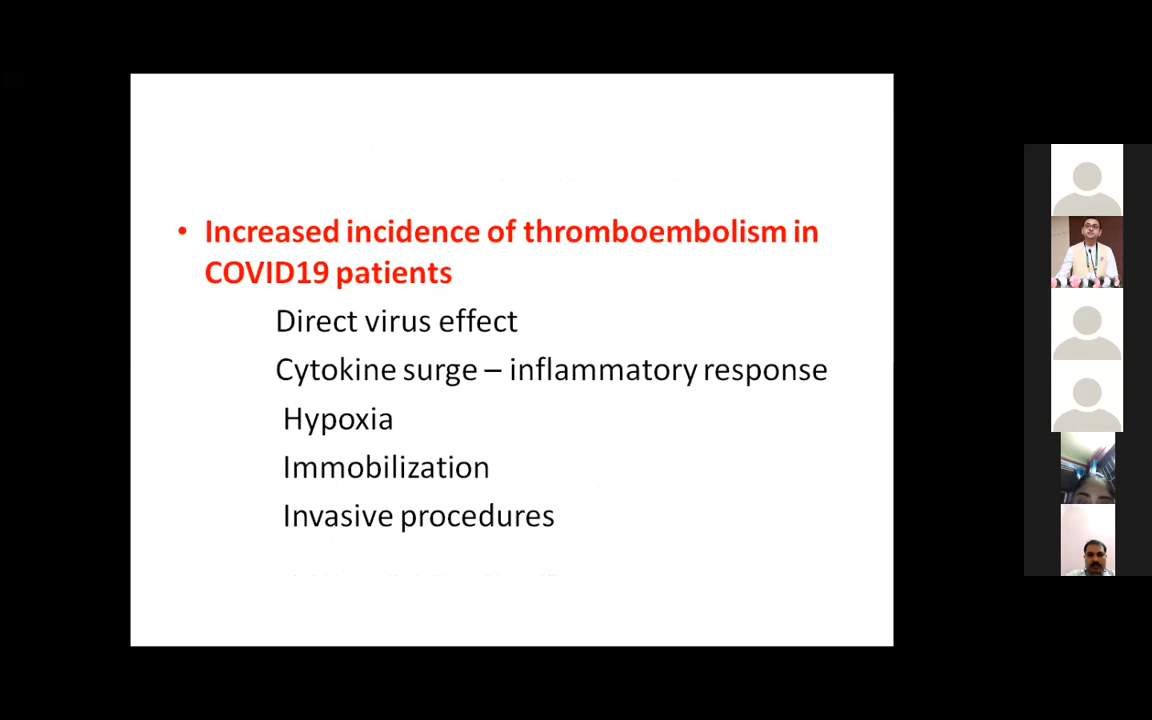 • Increased incidence of thromboembolism in
COVID19 patients
Direct virus effect
Cytokine surge – inflammatory response
Hypoxia
Immobilization
Invasive procedures